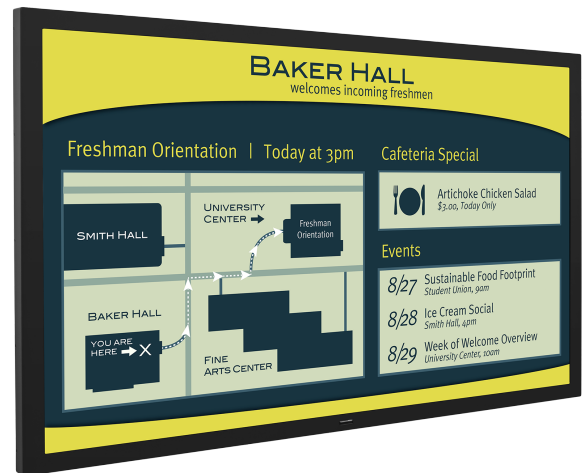 BAKER HALL
welcomes incoming freshmen
Freshman Orientation | Today at 3pm
SMITH HALL
UNIVERSITY
CENTER →
Freshman
Orientation
BAKER HALL
YOU ARE
HERE → X
FINE
ARTS CENTER
Cafeteria Special
Artichoke Chicken Salad
$3.00, Today Only
Events
8/27 Sustainable Food Footprint
Student Union, 9am
8/28 Ice Cream Social
Smith Hall, 4pm
8/29 Week of Welcome Overview
University Center, 10am